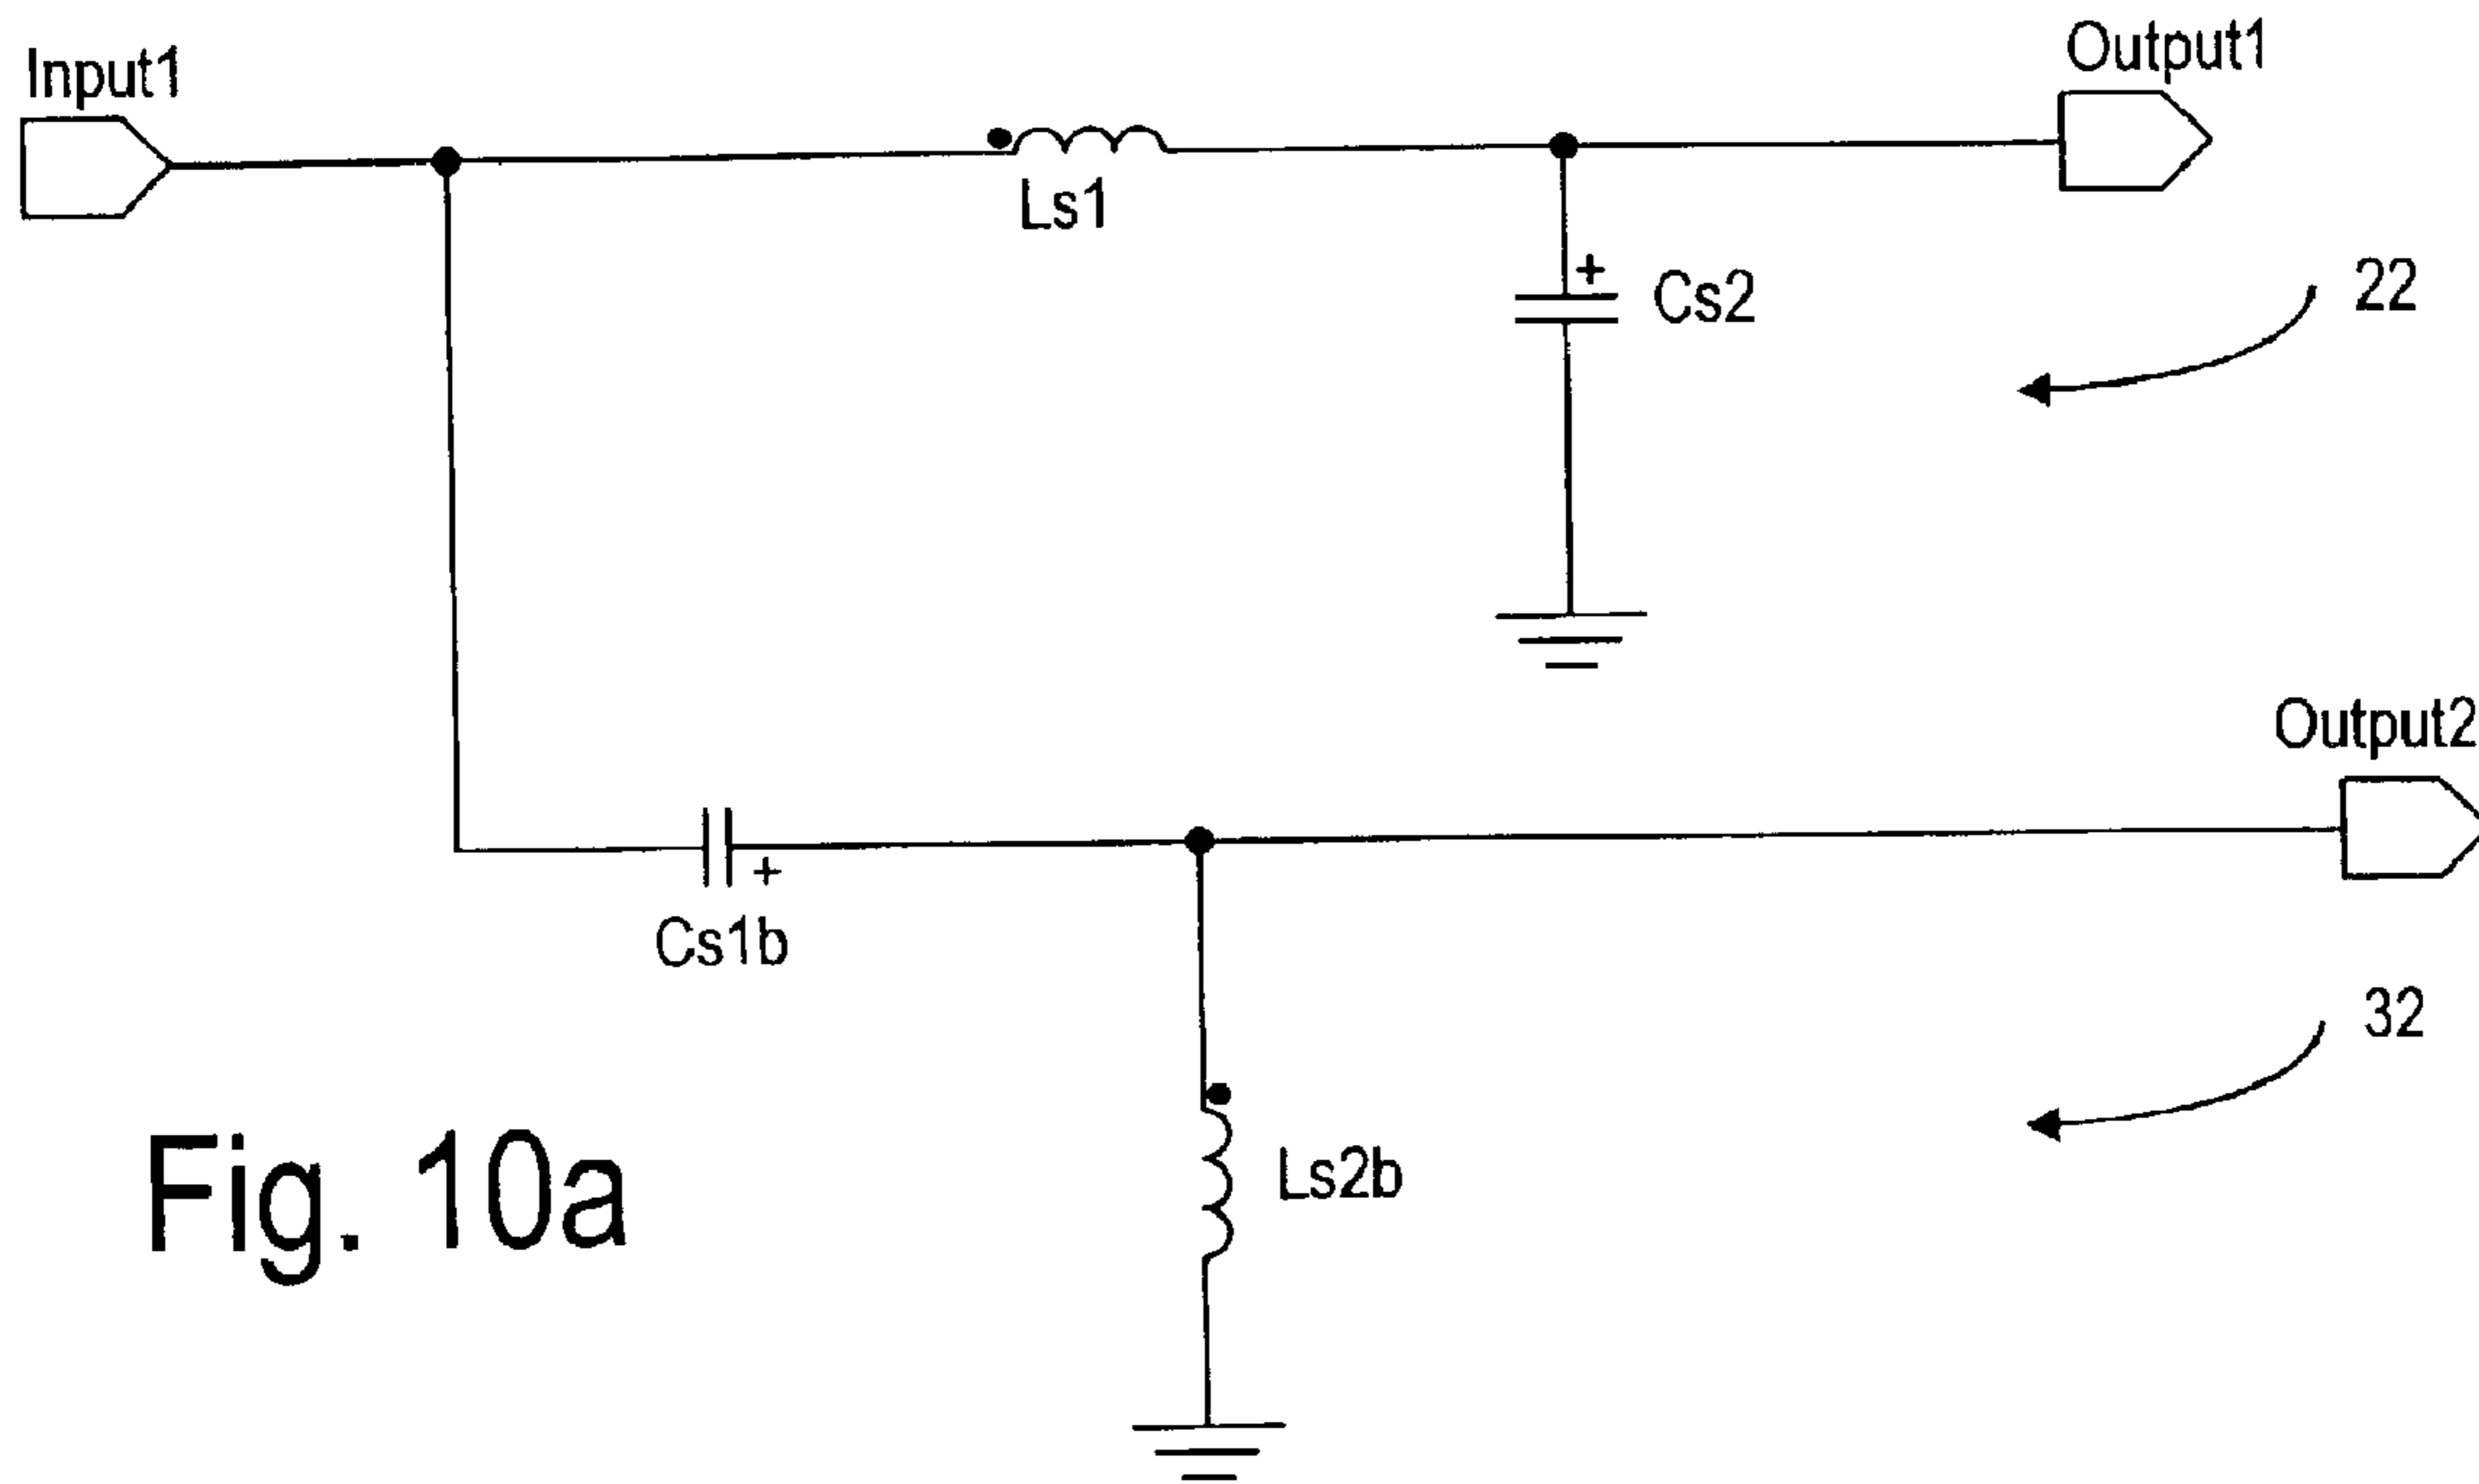 Input1
Output1
Ls1
+
Cs2
22
Output2
+
Cs1b
32
Ls2b
Fig. 10a